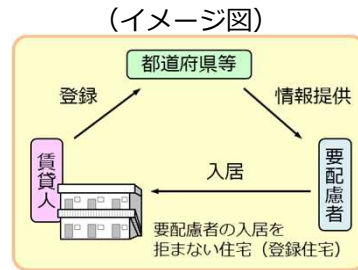 （イメージ図）
都道府県等
登録
情報提供
賃貸人
要配慮者
入居
要配慮者の入居を
拒まない住宅（登録住宅）